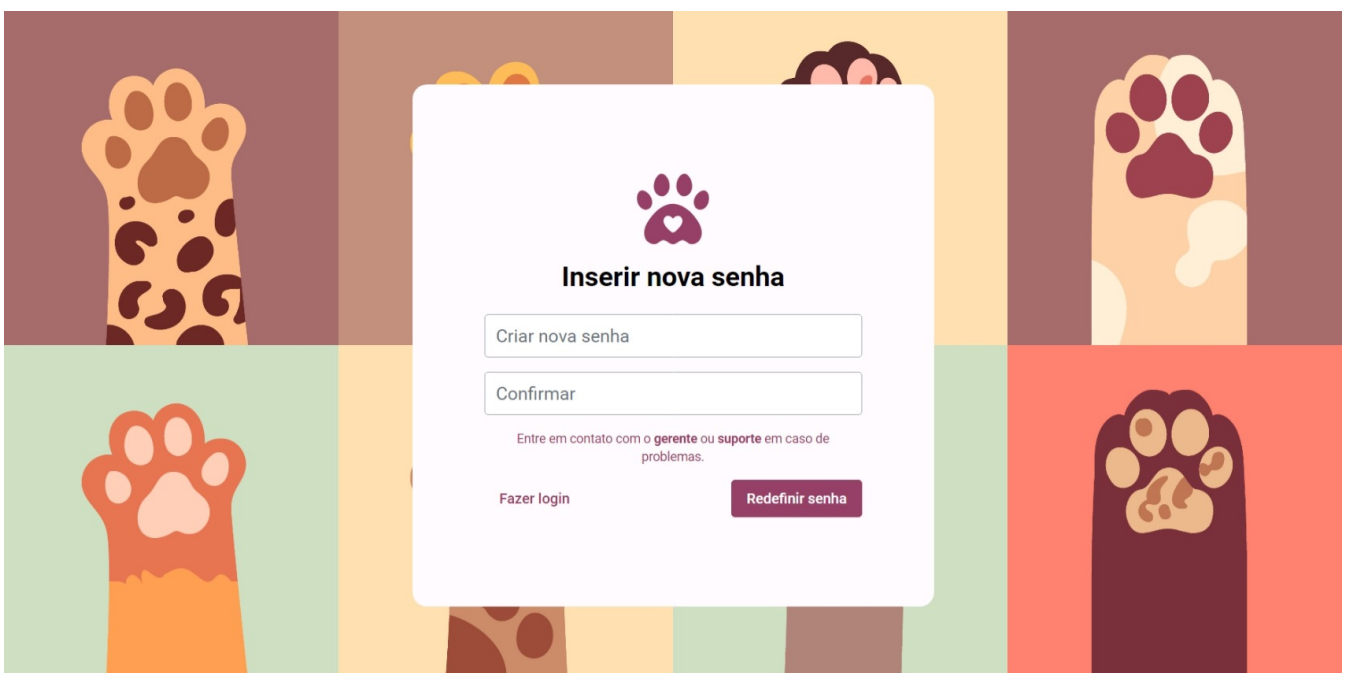 Inserir nova senha
Criar nova senha
Confirmar
Entre em contato com o gerente ou suporte em caso de
problemas.
Fazer login
Redefinir senha